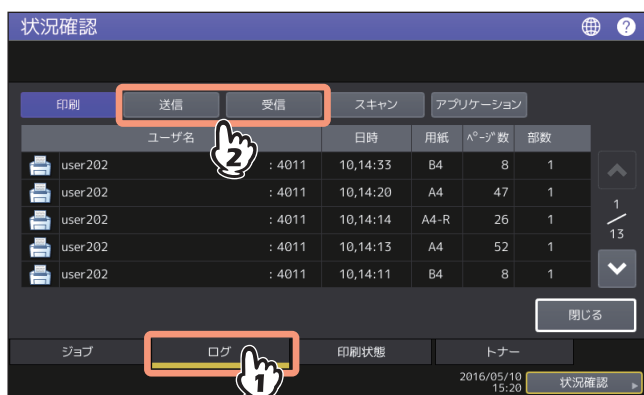 状況確認 ?
印刷 送信 受信 スキャン アプリケーション
ユーザ名 日時 用紙 ページ数 部数
user202 : 4011 10,14:33 B4 8 1
user202 : 4011 10,14:20 A4 47 1
user202 : 4011 10,14:14 A4-R 26 1
user202 : 4011 10,14:13 A4 52 1
user202 : 4011 10,14:11 B4 8 1
1
13
2
閉じる
ジョブ ログ 印刷状態 トナー
1
2016/05/10
15:20
状況確認